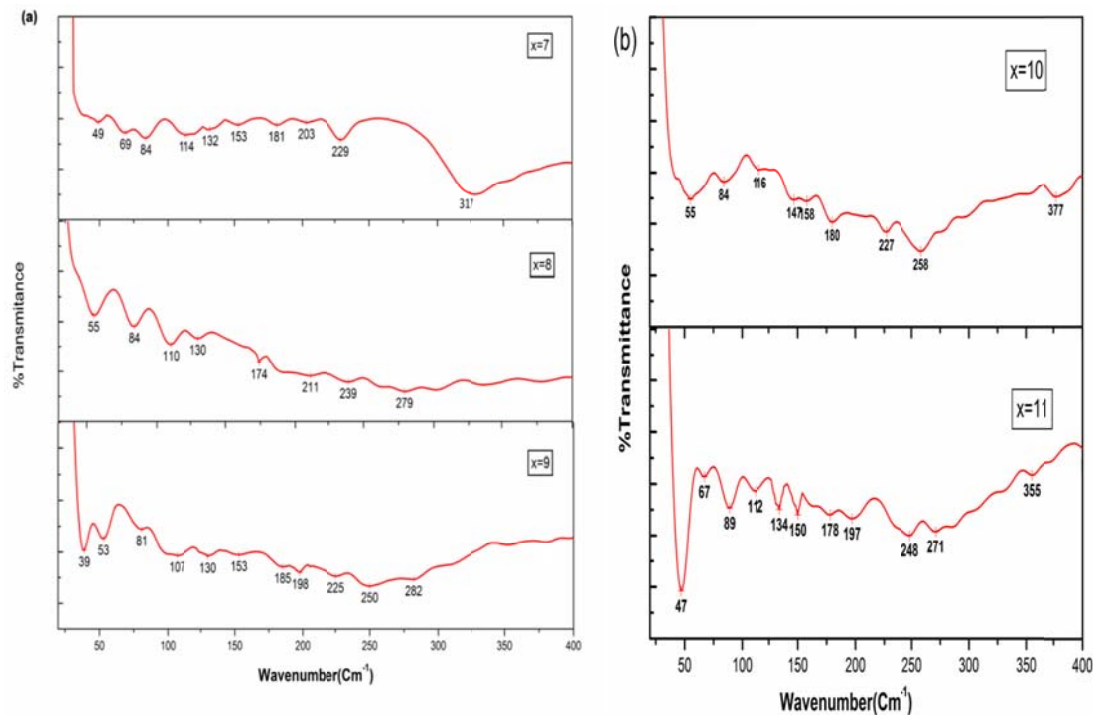 (a)
x=7
49 69 84 114 132 153 181 203 229
x=8
55 84 110 130 174 211 239 279
%Transmitance
x=9
39 53 81 107 130 153 185 198 225 250 282
50 100 150 200 250 300 350 400
Wavenumber(Cm-1)
(b)
x=10
55 84 116 147 158 180 227 258 377
%Transmittance
x=11
47 67 89 112 134 150 178 197 248 271 355
50 100 150 200 250 300 350 400
Wavenumber(Cm-1)